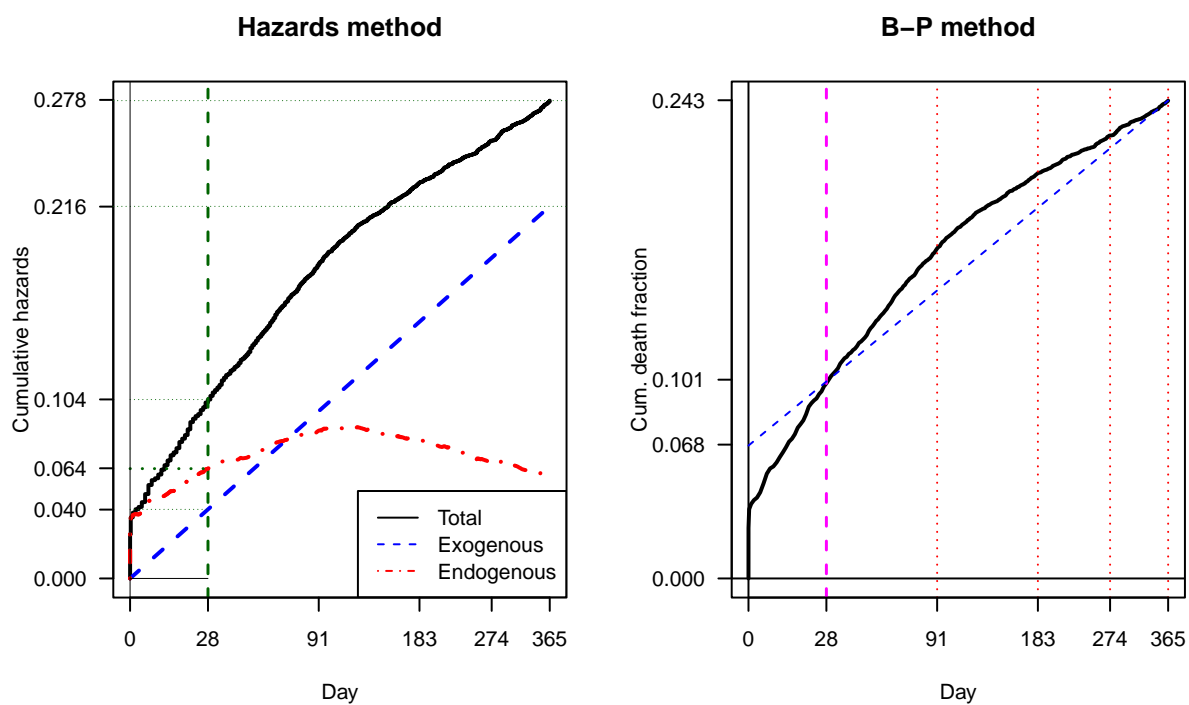 Hazards method
Cumulative hazards
0.278
0.216
0.104
0.064
0.040
0.000
Total
Exogenous
Endogenous
0 28 91 183 274 365
Day
B−P method
Cum. death fraction
0.243
0.101
0.068
0.000
0 28 91 183 274 365
Day